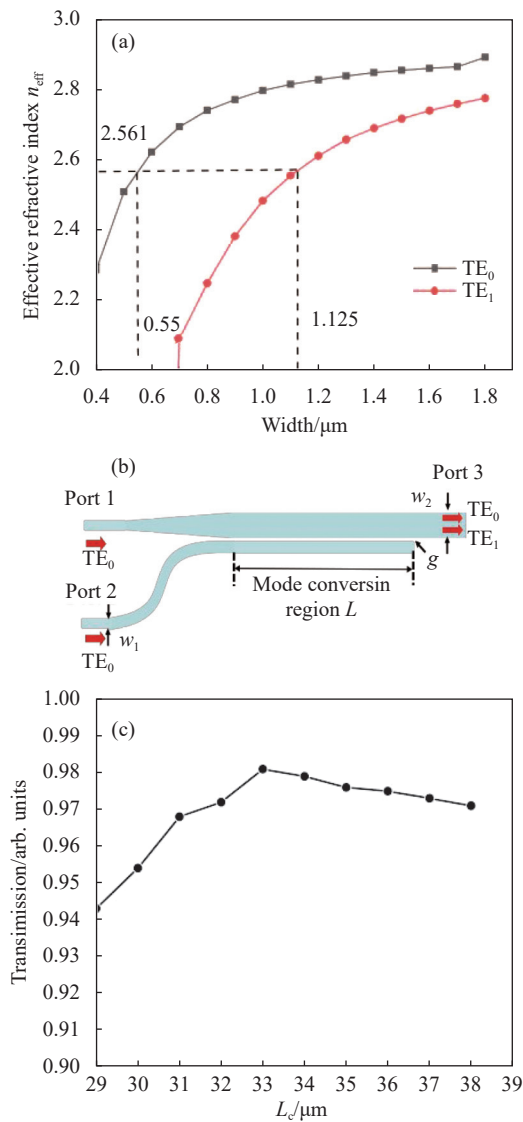 (a)
Effective refractive index n_eff
3.0
2.8
2.6
2.4
2.2
2.0
2.561
0.55
1.125
TE₀
TE₁
0.4 0.6 0.8 1.0 1.2 1.4 1.6 1.8
Width/μm
(b)
Port 1
Port 3
w₂
TE₀
TE₁
TE₀
g
Port 2
Mode conversin
region L
w₁
TE₀
(c)
Transimission/arb. units
1.00
0.99
0.98
0.97
0.96
0.95
0.94
0.93
0.92
0.91
0.90
29 30 31 32 33 34 35 36 37 38 39
L_c/μm